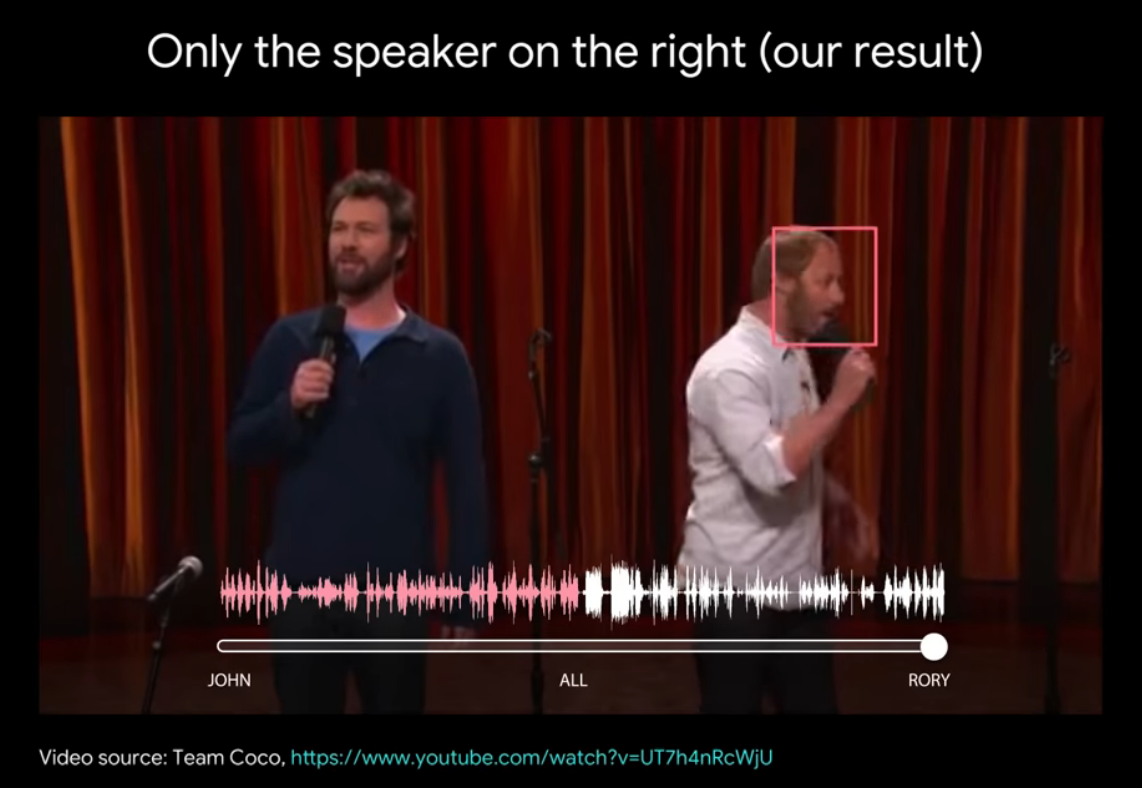 Only the speaker on the right (our result)
JOHN ALL RORY
Video source: Team Coco, https://www.youtube.com/watch?v=UT7h4nRcWjU